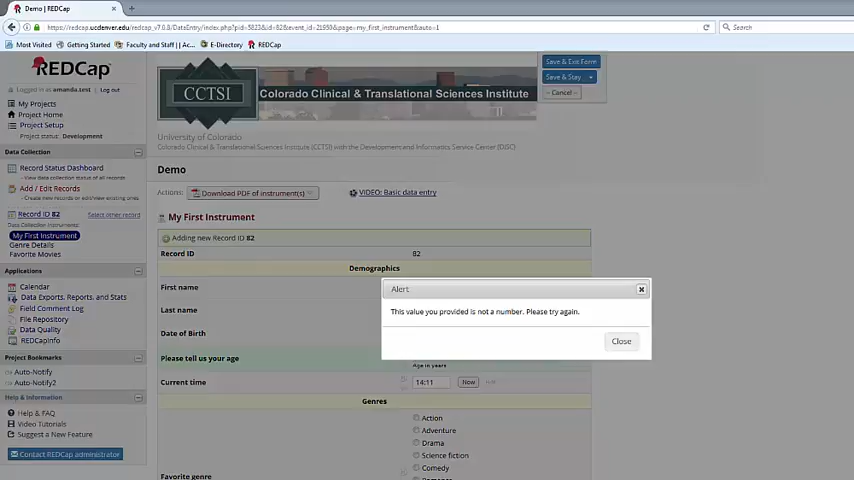 Demo | REDCap
https://redcap.ucdenver.edu/redcap_v7.0.8/DataEntry/index.php?pid=5823&id=82&event_id=21950&page=my_first_instrument&auto=1
Search
Most Visited Getting Started Faculty and Staff || Ac... E-Directory REDCap
REDCap
Logged in as amanda.test | Log out
My Projects
Project Home
Project Setup
Project status: Development
Data Collection
Record Status Dashboard
- View data collection status of all records
Add / Edit Records
- Create new records or edit/view existing ones
Record ID 82 Select other record
Data Collection Instruments:
My First Instrument
Genre Details
Favorite Movies
Applications
Calendar
Data Exports, Reports, and Stats
Field Comment Log
File Repository
Data Quality
REDCapInfo
Project Bookmarks
Auto-Notify
Auto-Notify2
Help & Information
Help & FAQ
Video Tutorials
Suggest a New Feature
Contact REDCap administrator
CCTSI
Colorado Clinical & Translational Sciences Institute
Save & Exit Form
Save & Stay
-- Cancel --
University of Colorado
Colorado Clinical & Translational Sciences Institute (CCTSI) with the Development and Informatics Service Center (DISC)
Demo
Actions: Download PDF of instrument(s) VIDEO: Basic data entry
My First Instrument
Adding new Record ID 82
Record ID 82
Demographics
First name
Last name
Date of Birth
Please tell us your age
Age in years
Current time 14:11 Now
Genres
Favorite genre
Action
Adventure
Drama
Science fiction
Comedy
Alert
This value you provided is not a number. Please try again.
Close